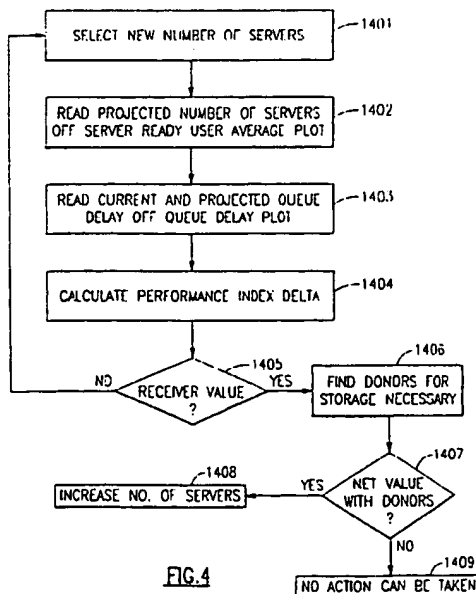 SELECT NEW NUMBER OF SERVERS
1401
READ PROJECTED NUMBER OF SERVERS
OFF SERVER READY USER AVERAGE PLOT
1402
READ CURRENT AND PROJECTED QUEUE
DELAY OFF QUEUE DELAY PLOT
1403
CALCULATE PERFORMANCE INDEX DELTA
1404
1405
NO
RECEIVER VALUE
?
YES
1406
FIND DONORS FOR
STORAGE NECESSARY
1407
NET VALUE
WITH DONORS
?
YES
1408
INCREASE NO. OF SERVERS
NO
1409
NO ACTION CAN BE TAKEN
FIG.4